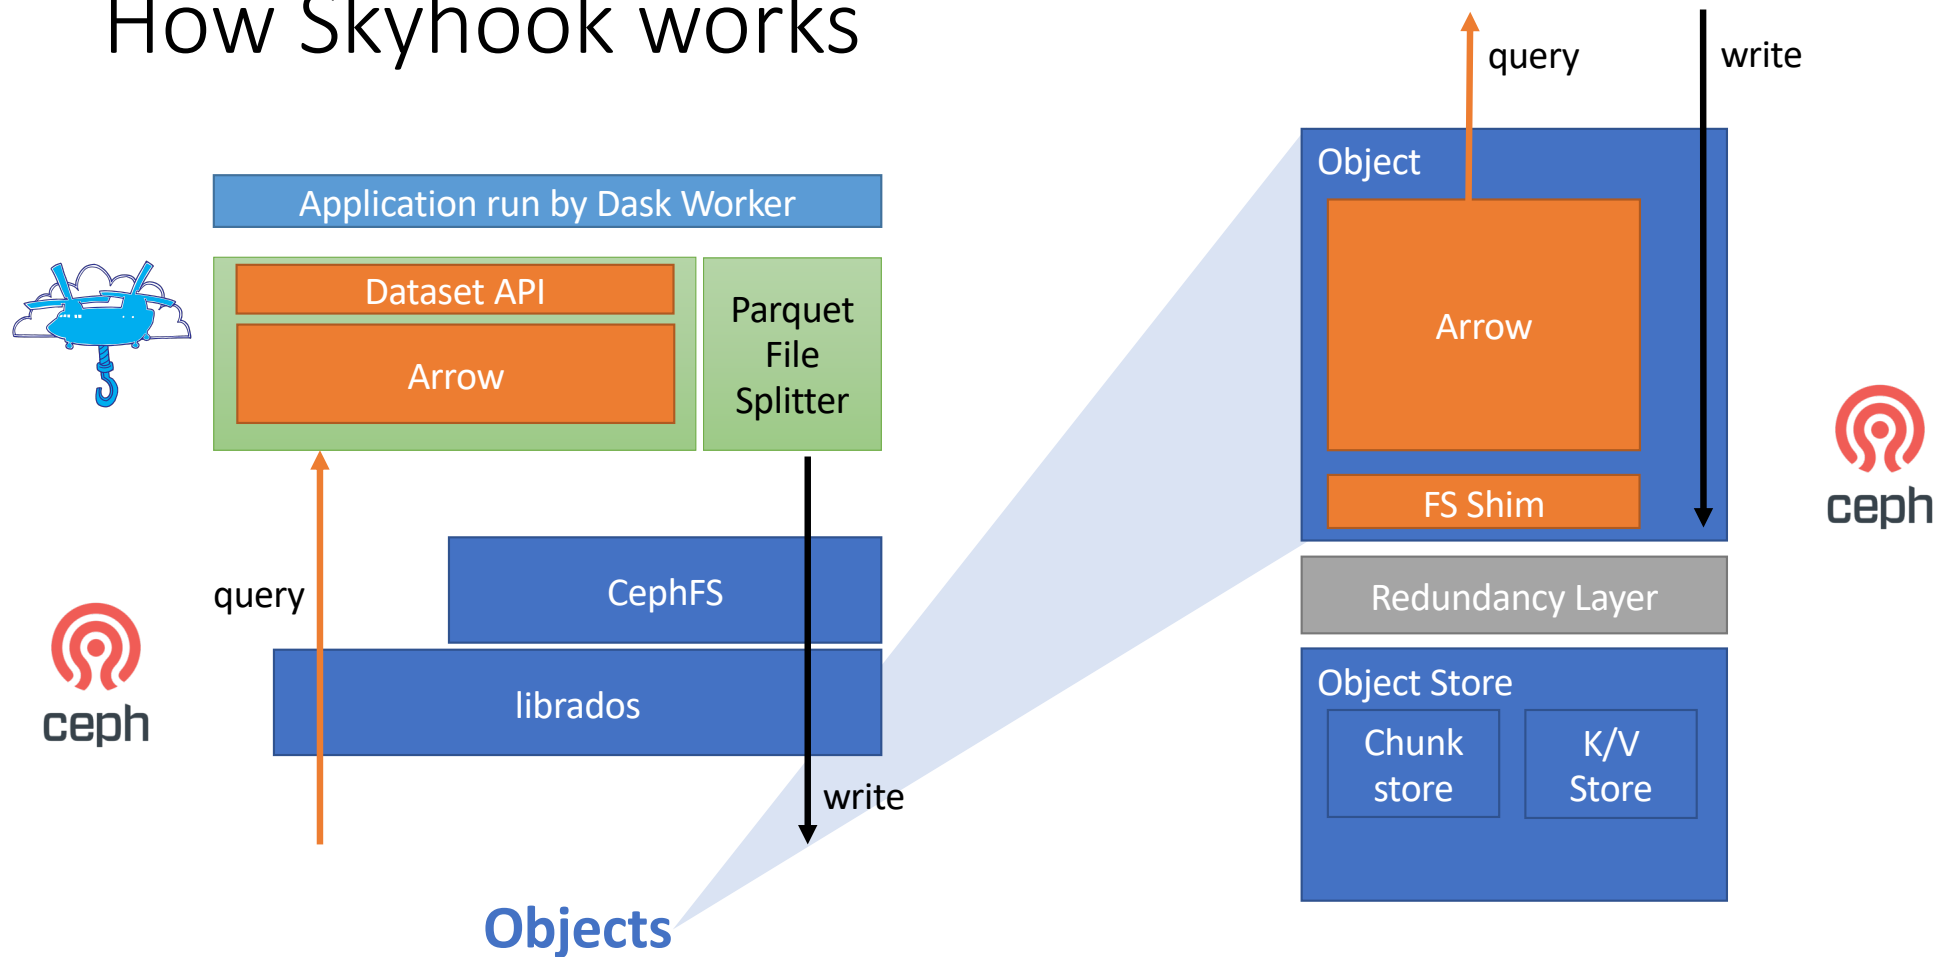 How Skyhook works
Application run by Dask Worker
Dataset API
Arrow
Parquet
File
Splitter
query
CephFS
librados
write
ceph
Objects
query
write
Object
Arrow
FS Shim
ceph
Redundancy Layer
Object Store
Chunk
store
K/V
Store